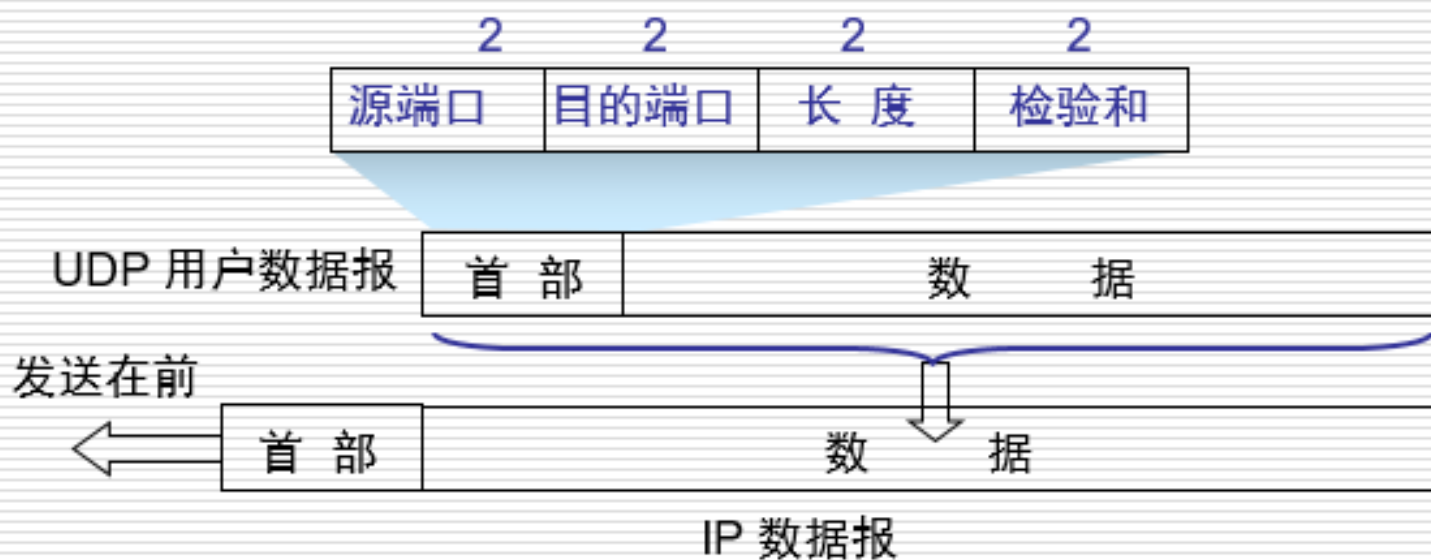 2 2 2 2
源端口 目的端口 长 度 检验和
UDP 用户数据报 首 部 数 据
发送在前
首 部 数 据
IP 数据报